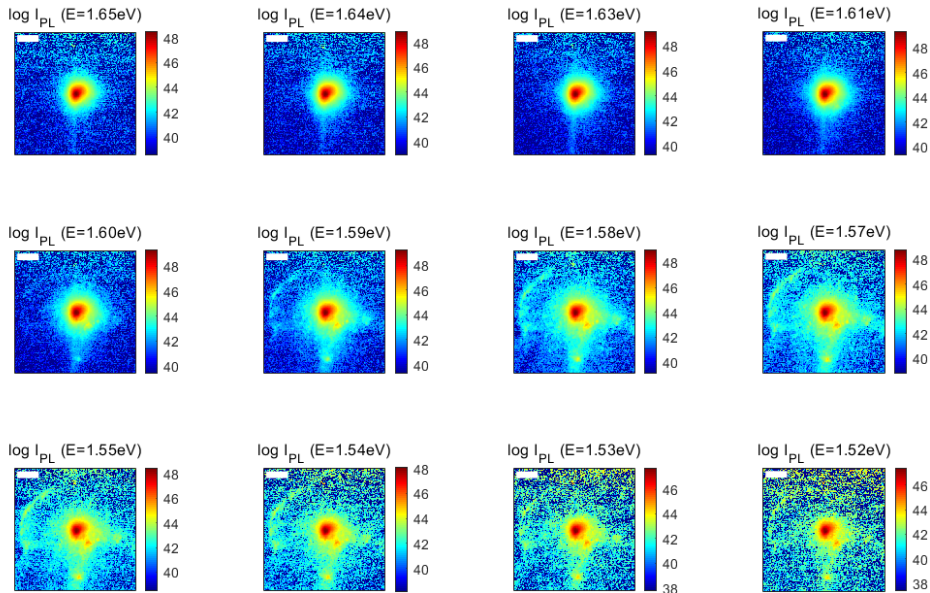 log I_PL (E=1.65eV) log I_PL (E=1.64eV) log I_PL (E=1.63eV) log I_PL (E=1.61eV)
48 48 48 48
46 46 46 46
44 44 44 44
42 42 42 42
40 40 40 40
log I_PL (E=1.60eV) log I_PL (E=1.59eV) log I_PL (E=1.58eV) log I_PL (E=1.57eV)
48 48 48 48
46 46 46 46
44 44 44 44
42 42 42 42
40 40 40 40
log I_PL (E=1.55eV) log I_PL (E=1.54eV) log I_PL (E=1.53eV) log I_PL (E=1.52eV)
48 48 46 46
46 46 44 44
44 44 42 42
42 42 40 40
40 40 38 38